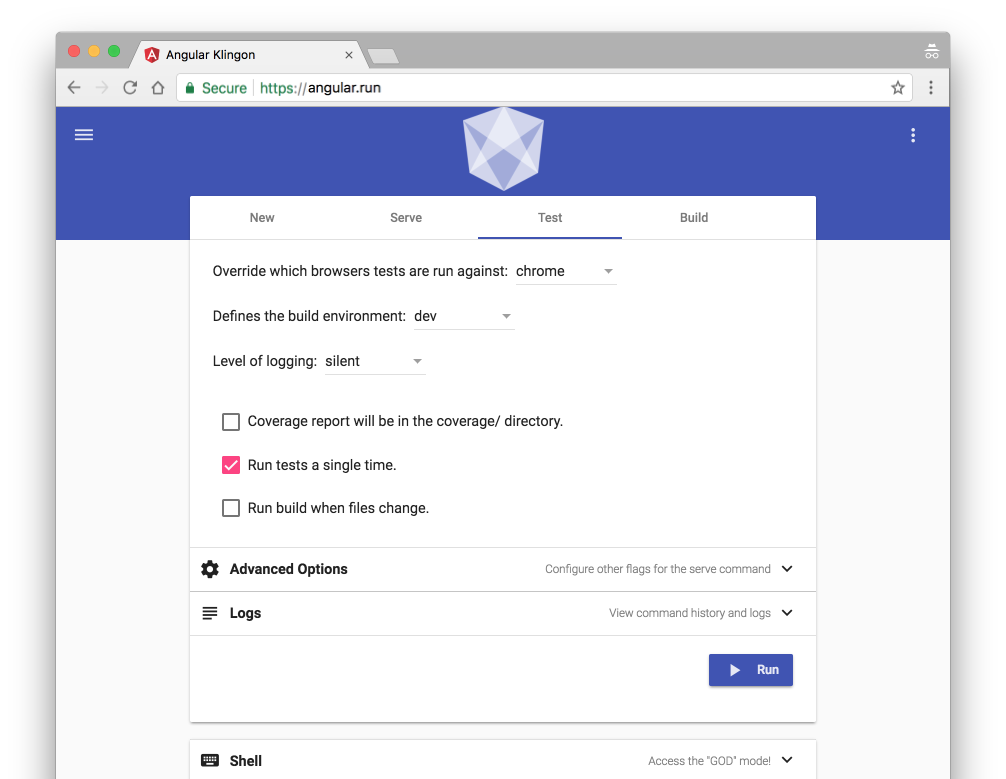 Angular Klingon
Secure https://angular.run
New Serve Test Build
Override which browsers tests are run against: chrome
Defines the build environment: dev
Level of logging: silent
Coverage report will be in the coverage/ directory.
Run tests a single time.
Run build when files change.
Advanced Options Configure other flags for the serve command
Logs View command history and logs
Run
Shell Access the "GOD" mode!